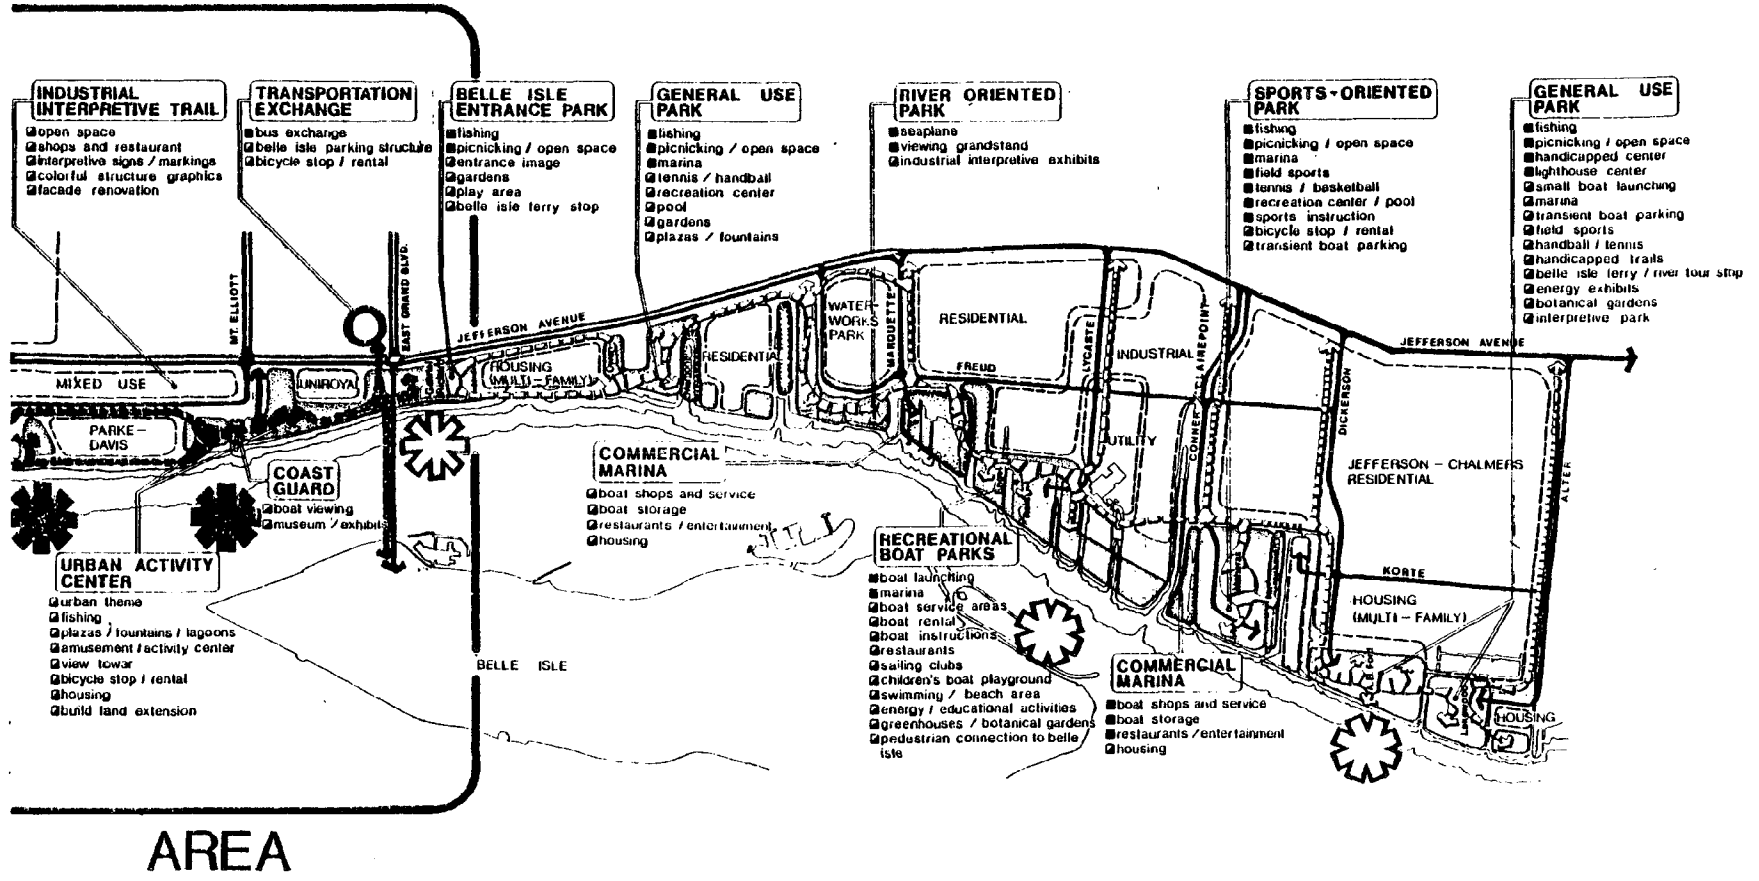 INDUSTRIAL
INTERPRETIVE TRAIL
open space
shops and restaurant
interpretive signs / markings
colorful structure graphics
facade renovation
TRANSPORTATION
EXCHANGE
bus exchange
belle isle parking structure
bicycle stop / rental
BELLE ISLE
ENTRANCE PARK
fishing
picnicking / open space
entrance image
gardens
play area
belle isle ferry stop
GENERAL USE
PARK
fishing
picnicking / open space
marina
tennis / handball
recreation center
pool
gardens
plazas / fountains
RIVER ORIENTED
PARK
seaplane
viewing grandstand
industrial interpretive exhibits
SPORTS-ORIENTED
PARK
fishing
picnicking / open space
marina
field sports
tennis / basketball
recreation center / pool
sports instruction
bicycle stop / rental
transient boat parking
GENERAL USE
PARK
fishing
picnicking / open space
handicapped center
lighthouse center
small boat launching
marina
transient boat parking
field sports
handball / tennis
handicapped trails
belle isle ferry / river tour stop
energy exhibits
botanical gardens
interpretive park
MT. ELLIOTT
EAST GRAND BLVD.
JEFFERSON AVENUE
WATER-
WORKS
PARK
MARQUETTE
RESIDENTIAL
FREUD
LYCASTE
INDUSTRIAL
CONNER
CLAIREPOINT
DICKERSON
JEFFERSON AVENUE
MIXED USE
UNIROYAL
HOUSING
(MULTI-FAMILY)
RESIDENTIAL
PARKE-
DAVIS
UTILITY
JEFFERSON - CHALMERS
RESIDENTIAL
ALTER
COAST
GUARD
boat viewing
museum / exhibits
COMMERCIAL
MARINA
boat shops and service
boat storage
restaurants / entertainment
housing
URBAN ACTIVITY
CENTER
urban theme
fishing
plazas / fountains / lagoons
amusement / activity center
view towar
bicycle stop / rental
housing
build land extension
BELLE ISLE
RECREATIONAL
BOAT PARKS
boat launching
marina
boat service areas
boat rental
boat instructions
restaurants
sailing clubs
children's boat playground
swimming / beach area
energy / educational activities
greenhouses / botanical gardens
pedestrian connection to belle
isle
COMMERCIAL
MARINA
boat shops and service
boat storage
restaurants / entertainment
housing
KORTE
HOUSING
(MULTI-FAMILY)
HOUSING
AREA